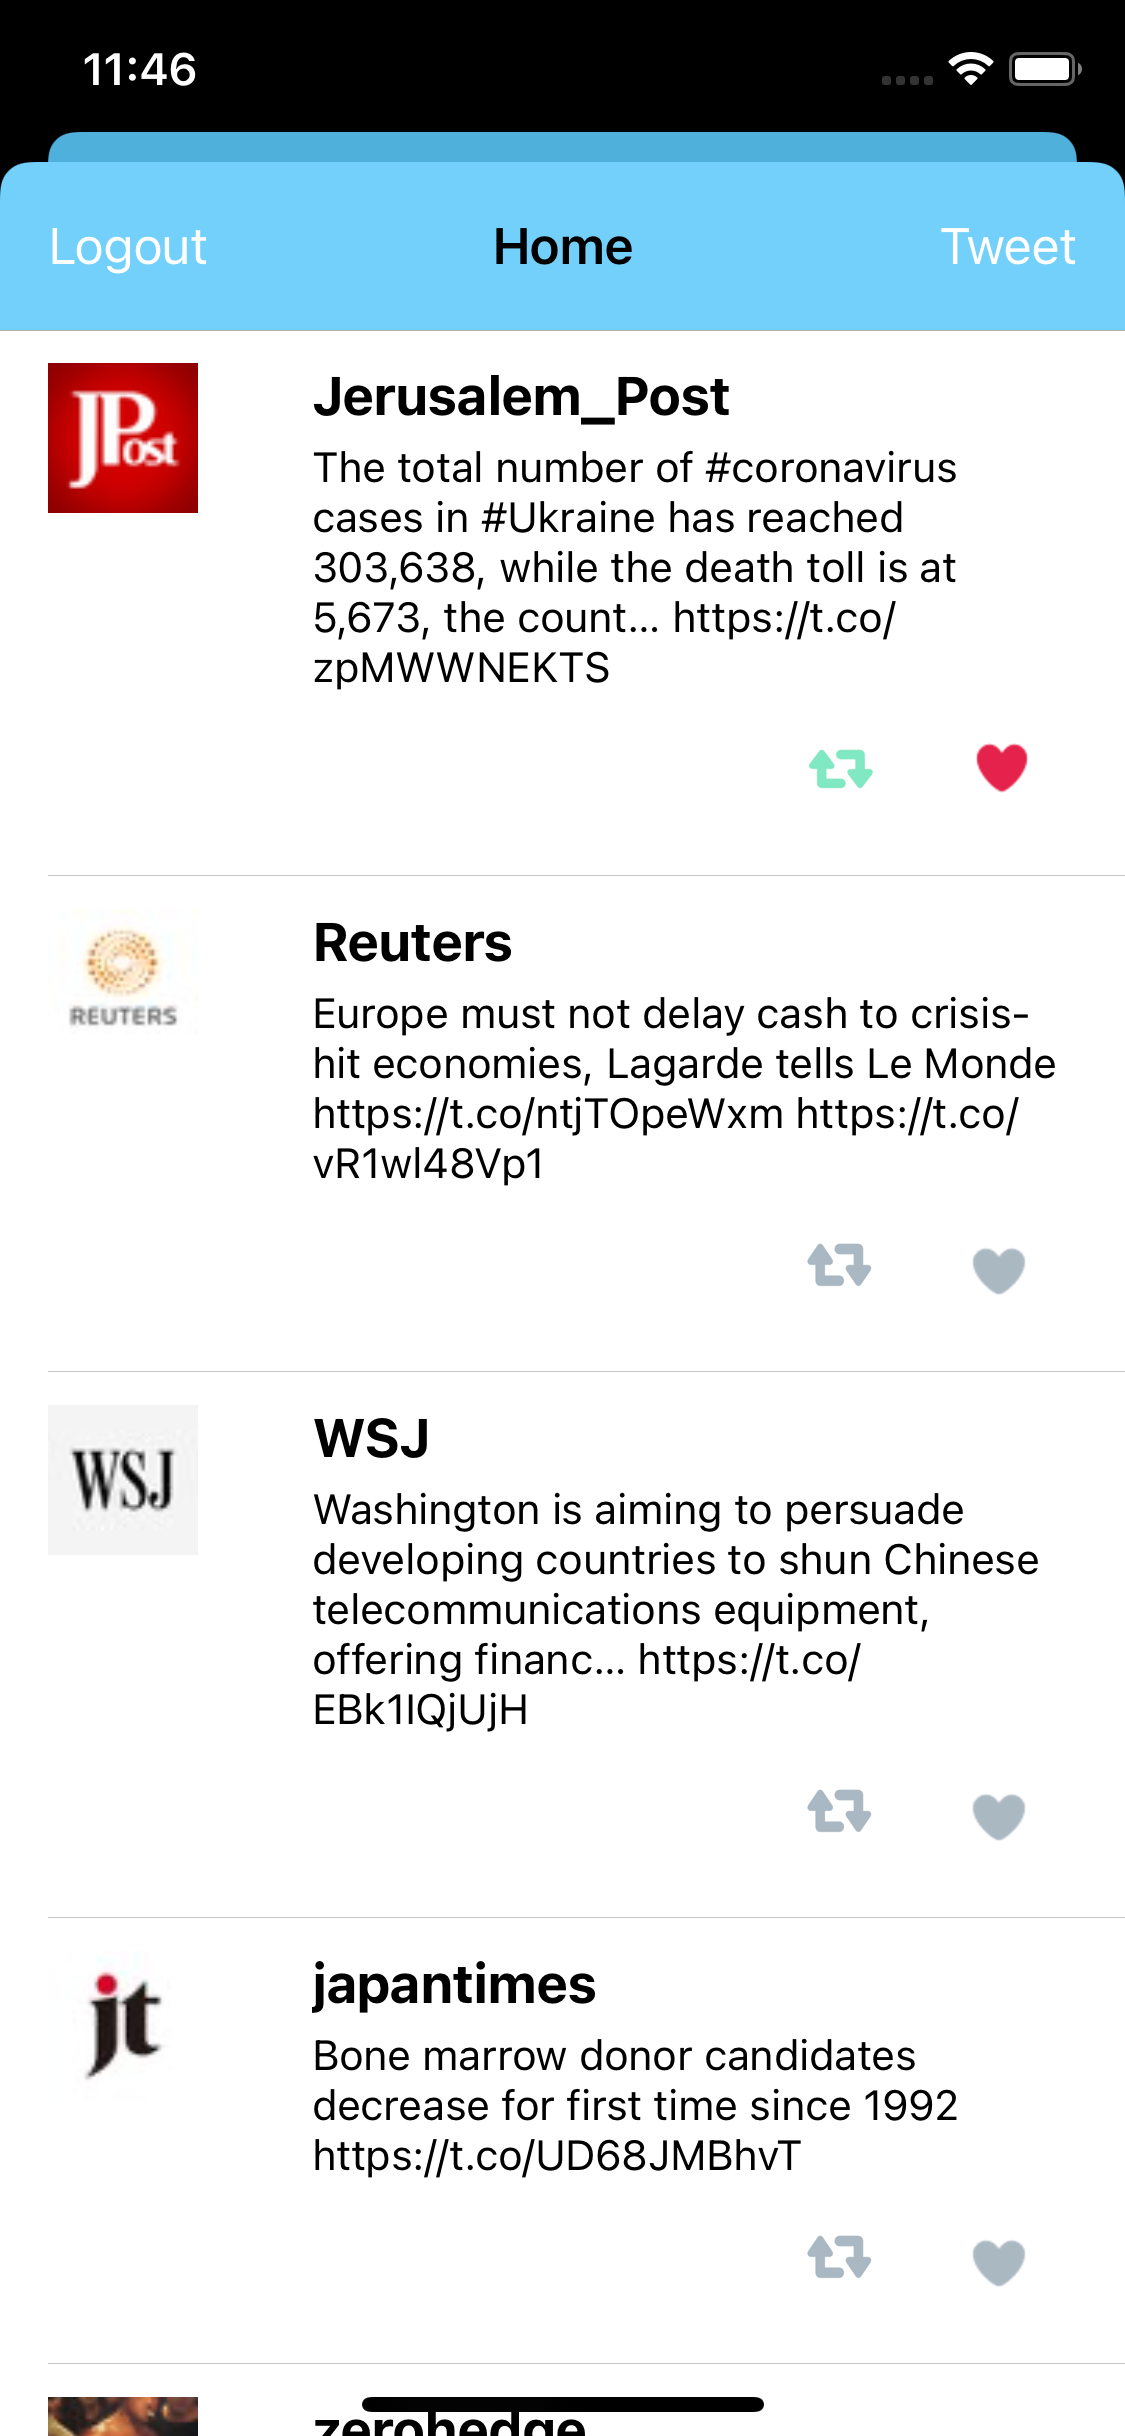 11:46
Logout Home Tweet
JPost
Jerusalem_Post
The total number of #coronavirus
cases in #Ukraine has reached
303,638, while the death toll is at
5,673, the count... https://t.co/
zpMWWNEKTS
REUTERS
Reuters
Europe must not delay cash to crisis-
hit economies, Lagarde tells Le Monde
https://t.co/ntjTOpeWxm https://t.co/
vR1wl48Vp1
WSJ
WSJ
Washington is aiming to persuade
developing countries to shun Chinese
telecommunications equipment,
offering financ... https://t.co/
EBk1IQjUjH
jt
japantimes
Bone marrow donor candidates
decrease for first time since 1992
https://t.co/UD68JMBhvT
zerohedge